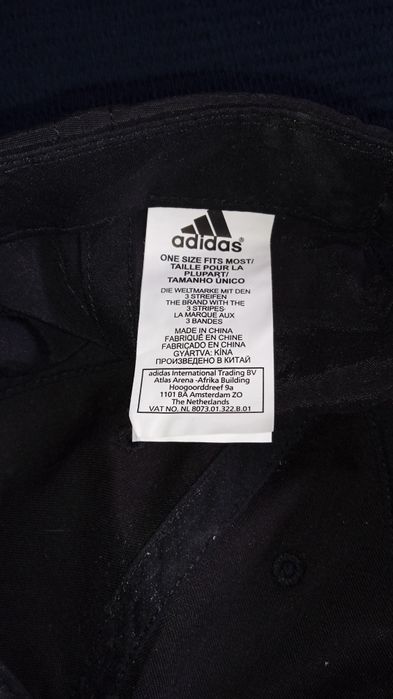 adidas
ONE SIZE FITS MOST/
TAILLE POUR LA
PLUPART/
TAMANHO ÚNICO
DIE WELTMARKE MIT DEN
3 STREIFEN
THE BRAND WITH THE
3 STRIPES
LA MARQUE AUX
3 BANDES
MADE IN CHINA
FABRIQUÉ EN CHINE
FABRICADO EN CHINA
GYÁRTVA: KÍNA
ПРОИЗВЕДЕНО В КИТАЙ
adidas International Trading BV
Atlas Arena -Afrika Building
Hoogoorddreef 9a
1101 BA Amsterdam ZO
The Netherlands
VAT NO. NL 8073.01.322.B.01